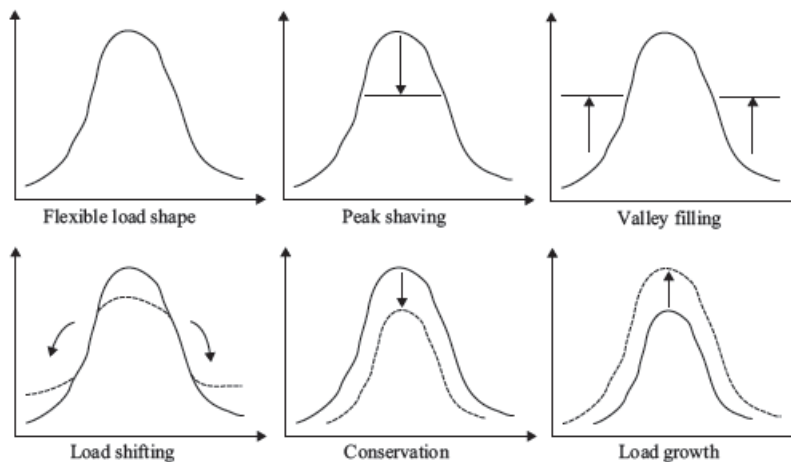 Flexible load shape
Peak shaving
Valley filling
Load shifting
Conservation
Load growth